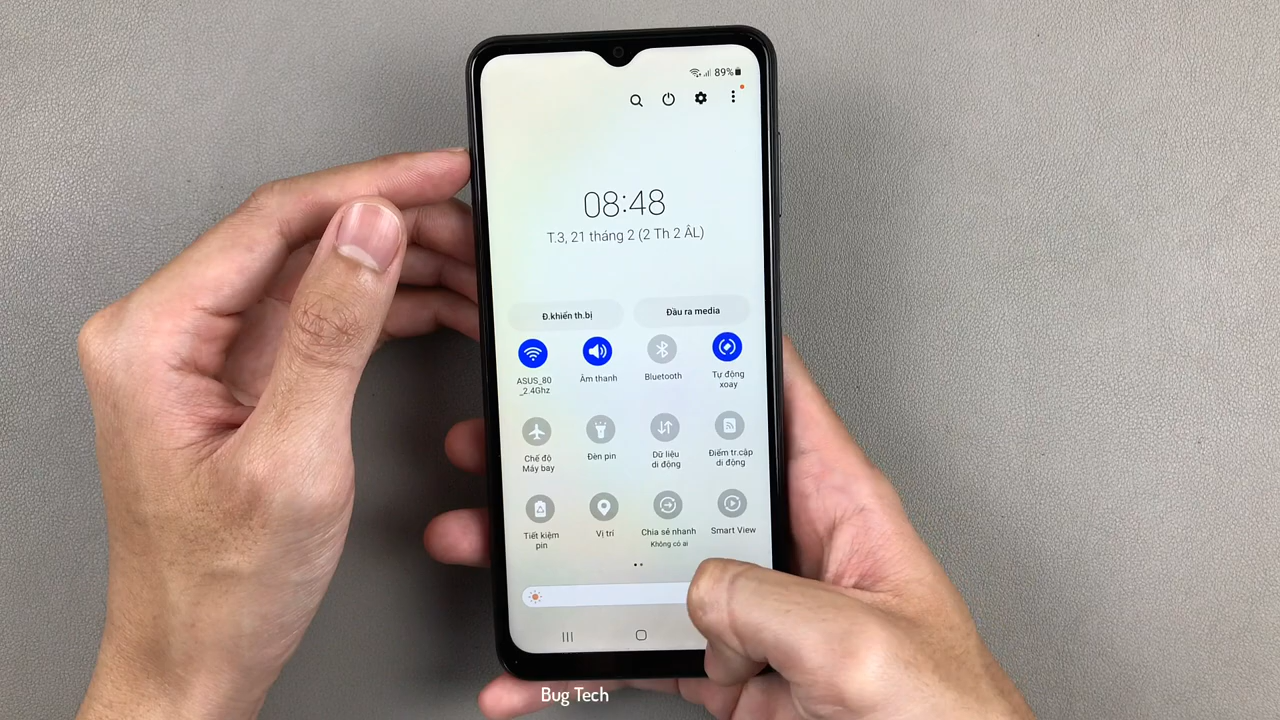 89%
08:48
T.3, 21 tháng 2 (2 Th 2 ÂL)
Đ.khiển th.bị
Đầu ra media
ASUS_80
_2.4Ghz
Âm thanh
Bluetooth
Tự động
xoay
Chế độ
Máy bay
Đèn pin
Dữ liệu
di động
Điểm tr.cập
di động
Tiết kiệm
pin
Vị trí
Chia sẻ nhanh
Không có ai
Smart View
Bug Tech